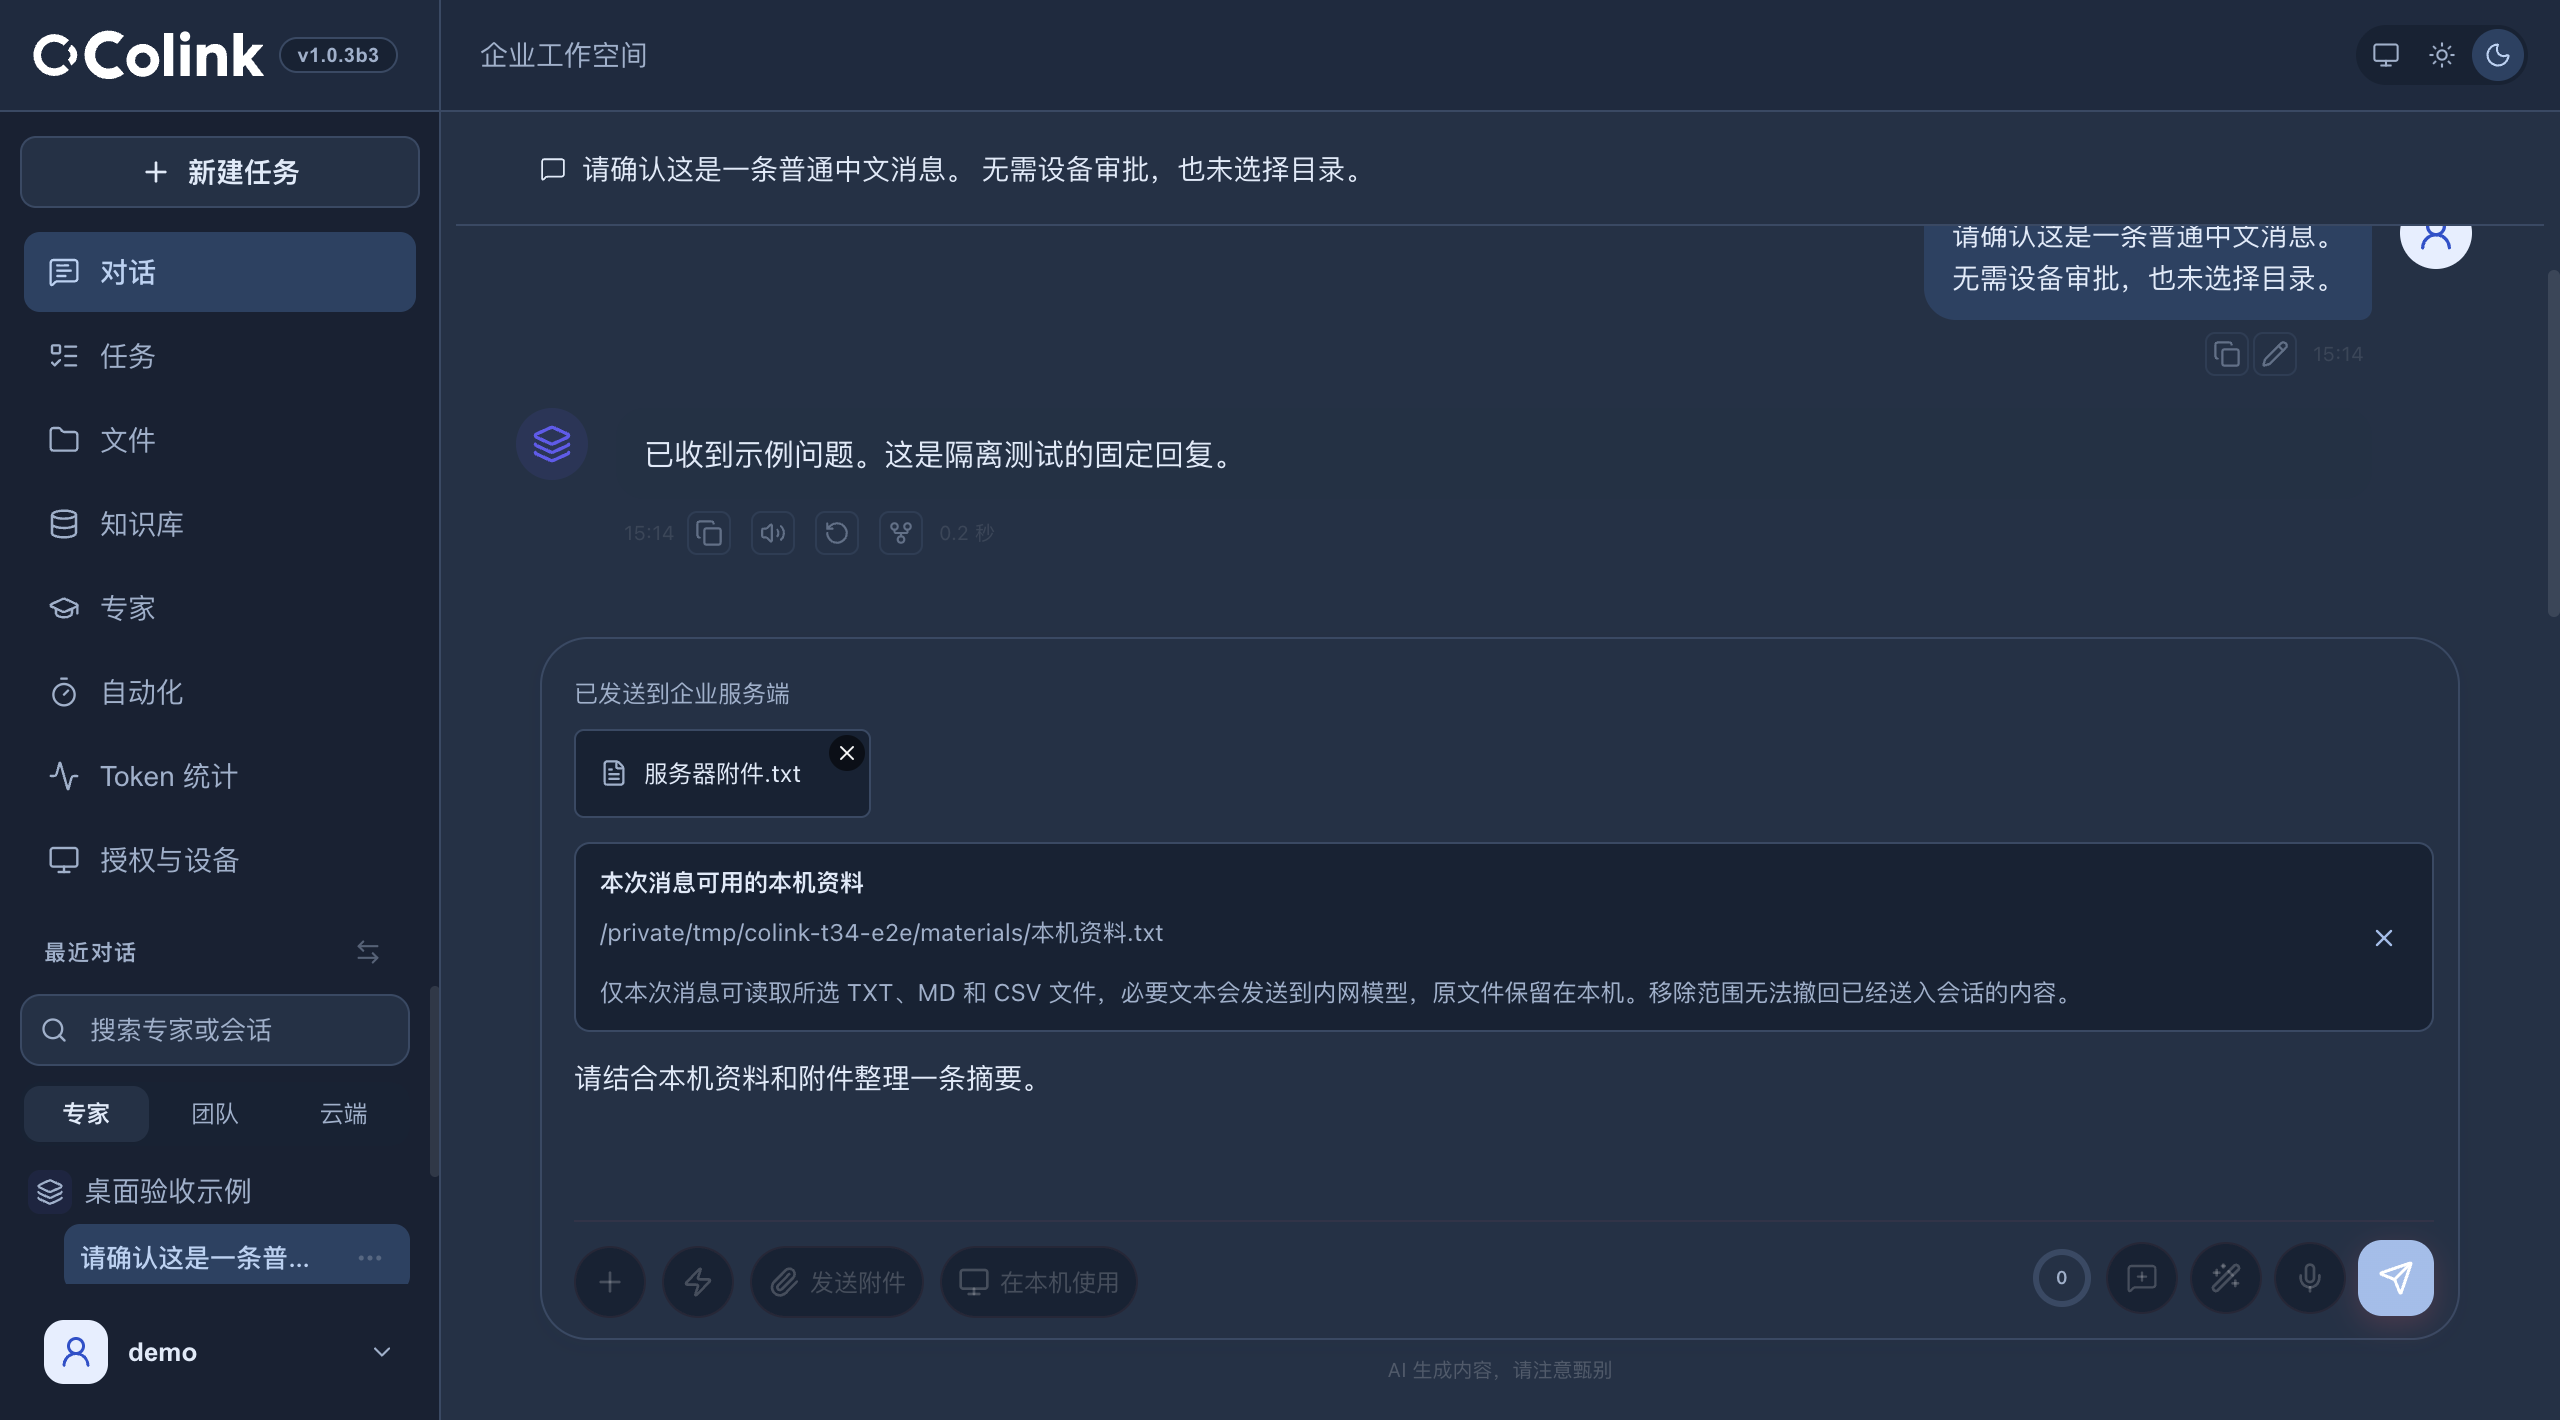 Colink
v1.0.3b3
企业工作空间
新建任务
对话
任务
文件
知识库
专家
自动化
Token 统计
授权与设备
最近对话
搜索专家或会话
专家
团队
云端
桌面验收示例
请确认这是一条普...
demo
请确认这是一条普通中文消息。 无需设备审批，也未选择目录。
请确认这是一条普通中文消息。
无需设备审批，也未选择目录。
15:14
已收到示例问题。这是隔离测试的固定回复。
15:14
0.2 秒
已发送到企业服务端
服务器附件.txt
本次消息可用的本机资料
/private/tmp/colink-t34-e2e/materials/本机资料.txt
仅本次消息可读取所选 TXT、MD 和 CSV 文件，必要文本会发送到内网模型，原文件保留在本机。移除范围无法撤回已经送入会话的内容。
请结合本机资料和附件整理一条摘要。
发送附件
在本机使用
0
AI 生成内容，请注意甄别